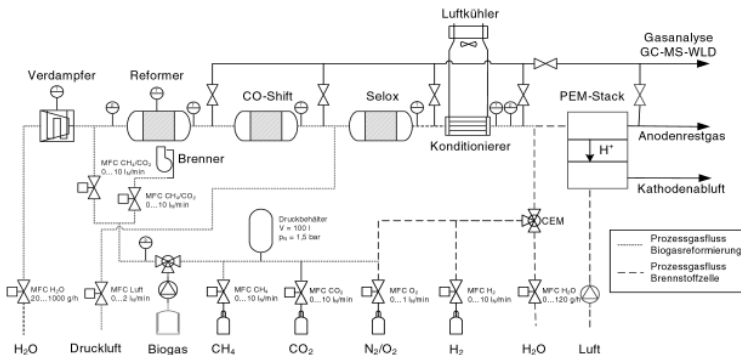 Luftkühler
Gasanalyse
GC-MS-WLD
Verdampfer
Reformer
CO-Shift
Selox
PEM-Stack
Brenner
Konditionierer
H⁺
Anodenrestgas
Kathodenabluft
MFC CH₄/CO₂
0...10 lₙ/min
MFC CH₄/CO₂
0...10 lₙ/min
Druckbehälter
V = 100 l
pₙ = 1,5 bar
CEM
Prozessgasfluss
Biogasreformierung
Prozessgasfluss
Brennstoffzelle
MFC H₂O
20...1000 g/h
MFC Luft
0...2 lₙ/min
MFC CH₄
0...10 lₙ/min
MFC CO₂
0...10 lₙ/min
MFC O₂
0...1 lₙ/min
MFC H₂
0...10 lₙ/min
MFC H₂O
0...120 g/h
H₂O
Druckluft
Biogas
CH₄
CO₂
N₂/O₂
H₂
H₂O
Luft